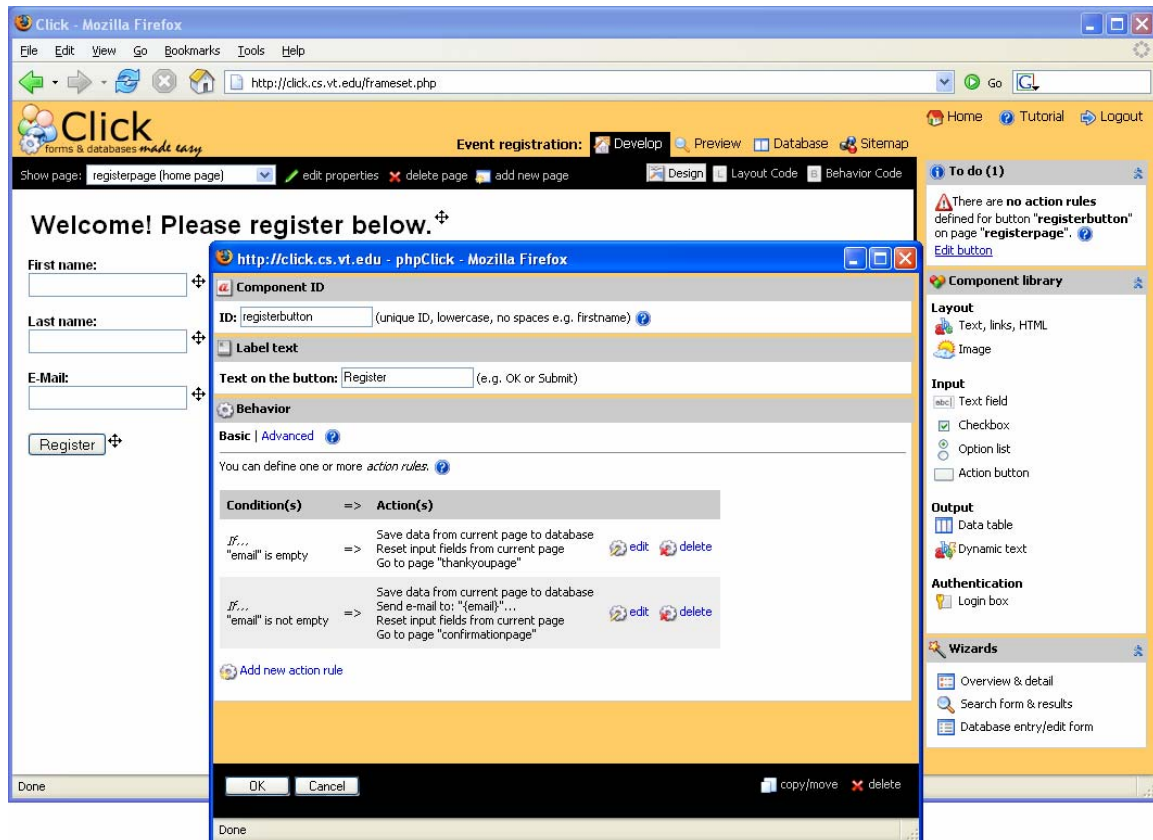 Click - Mozilla Firefox
File Edit View Go Bookmarks Tools Help
http://click.cs.vt.edu/frameset.php
Go
G
Click
forms & databases made easy
Home Tutorial Logout
Event registration: Develop Preview Database Sitemap
Show page: registerpage (home page) edit properties delete page add new page Design L Layout Code B Behavior Code
Welcome! Please register below.
First name:
Last name:
E-Mail:
Register
http://click.cs.vt.edu - phpClick - Mozilla Firefox
Component ID
ID: registerbutton (unique ID, lowercase, no spaces e.g. firstname)
Label text
Text on the button: Register (e.g. OK or Submit)
Behavior
Basic | Advanced
You can define one or more action rules.
Condition(s) => Action(s)
If...
"email" is empty
=>
Save data from current page to database
Reset input fields from current page
Go to page "thankyoupage"
edit delete
If...
"email" is not empty
=>
Save data from current page to database
Send e-mail to: "{email}"...
Reset input fields from current page
Go to page "confirmationpage"
edit delete
Add new action rule
OK Cancel copy/move delete
Done
To do (1)
There are no action rules
defined for button "registerbutton"
on page "registerpage".
Edit button
Component library
Layout
Text, links, HTML
Image
Input
abc Text field
Checkbox
Option list
Action button
Output
Data table
Dynamic text
Authentication
Login box
Wizards
Overview & detail
Search form & results
Database entry/edit form
Done